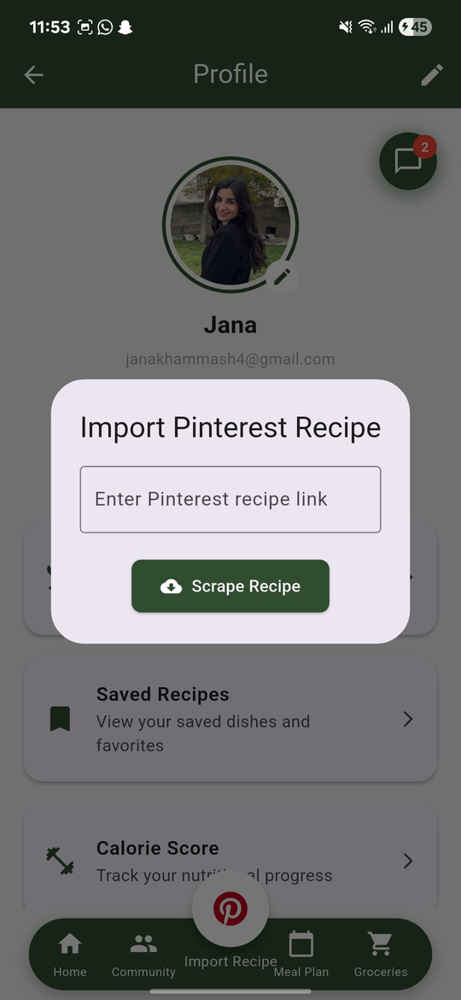 11:53
45
Profile
2
Jana
janakhammash4@gmail.com
Import Pinterest Recipe
Enter Pinterest recipe link
Scrape Recipe
Saved Recipes
View your saved dishes and
favorites
Calorie Score
Track your progress
Home
Community
Import Recipe
Meal Plan
Groceries